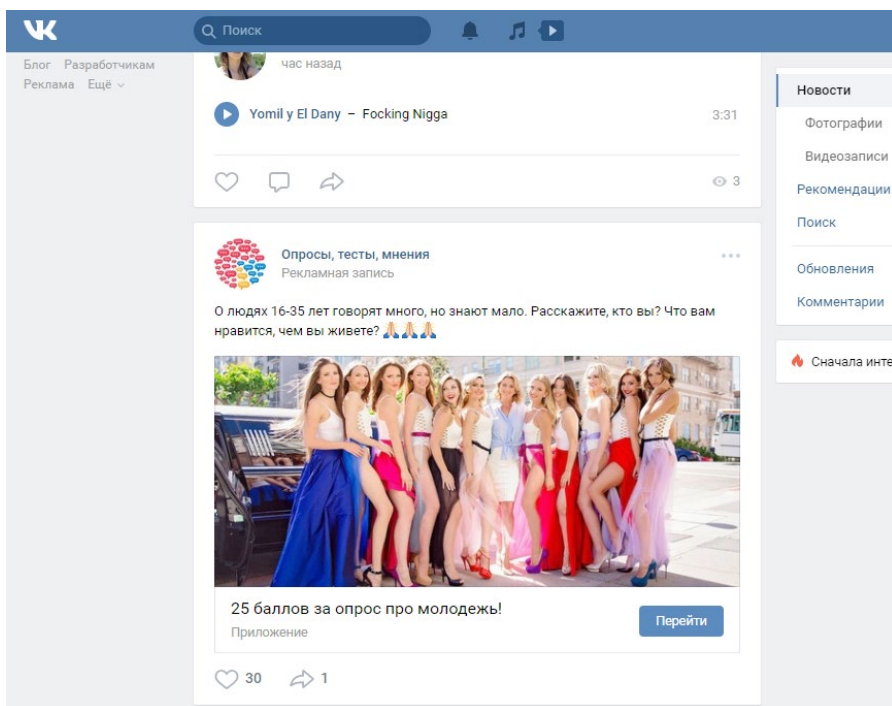 Поиск
Блог Разработчикам
Реклама Ещё
час назад
Yomil y El Dany – Focking Nigga 3:31
3
Опросы, тесты, мнения
Рекламная запись
О людях 16-35 лет говорят много, но знают мало. Расскажите, кто вы? Что вам
нравится, чем вы живете?
25 баллов за опрос про молодежь!
Приложение
Перейти
30 1
Новости
Фотографии
Видеозаписи
Рекомендации
Поиск
Обновления
Комментарии
Сначала инте